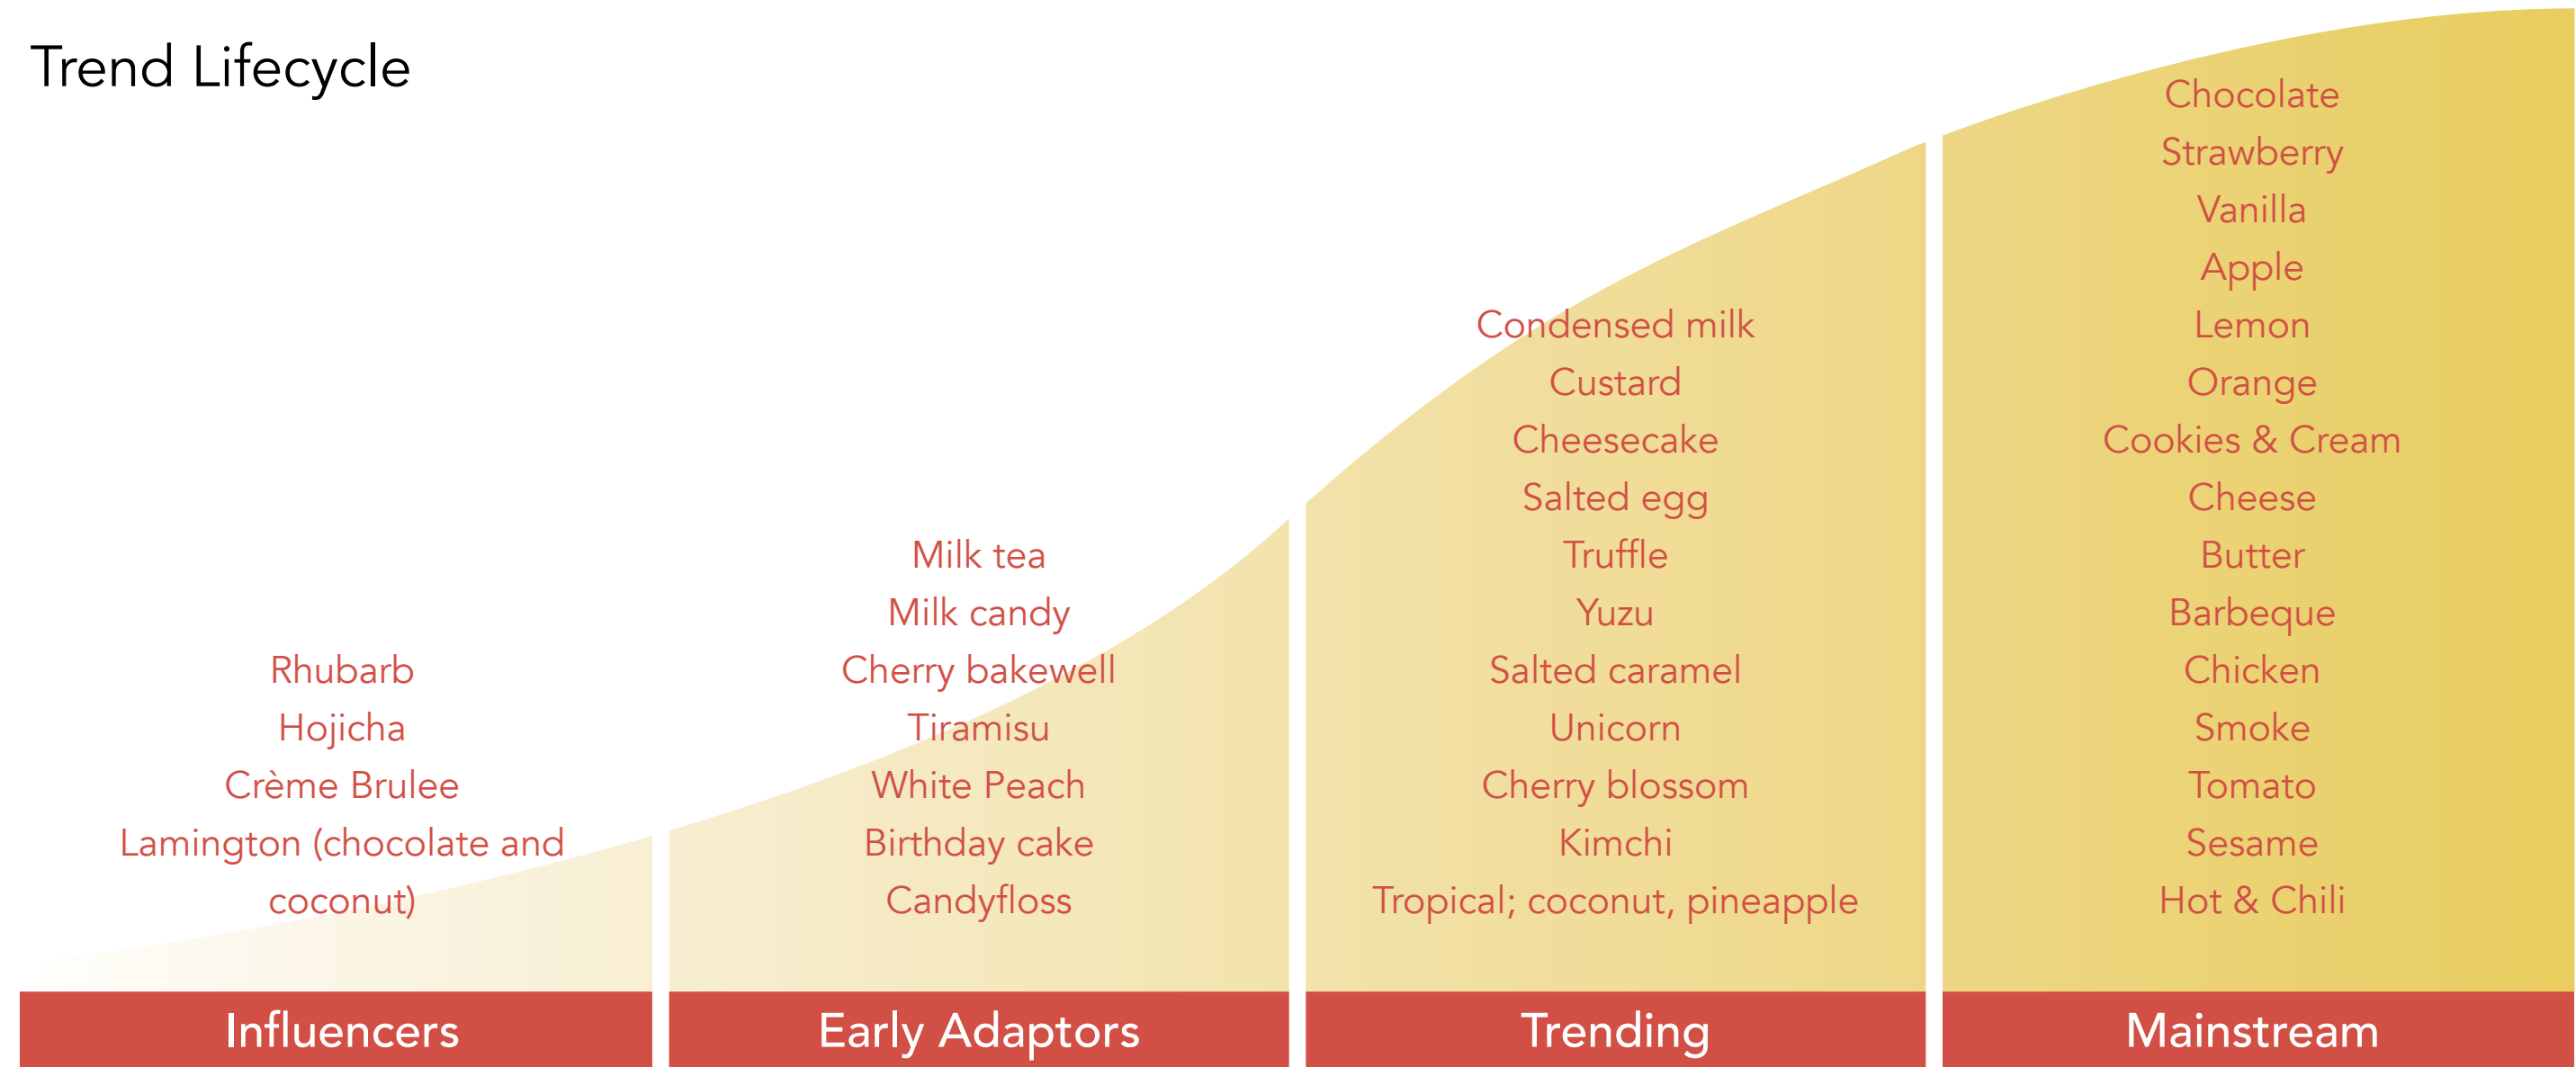 Trend Lifecycle
Rhubarb
Hojicha
Crème Brulee
Lamington (chocolate and
coconut)
Influencers
Milk tea
Milk candy
Cherry bakewell
Tiramisu
White Peach
Birthday cake
Candyfloss
Early Adaptors
Condensed milk
Custard
Cheesecake
Salted egg
Truffle
Yuzu
Salted caramel
Unicorn
Cherry blossom
Kimchi
Tropical; coconut, pineapple
Trending
Chocolate
Strawberry
Vanilla
Apple
Lemon
Orange
Cookies & Cream
Cheese
Butter
Barbeque
Chicken
Smoke
Tomato
Sesame
Hot & Chili
Mainstream